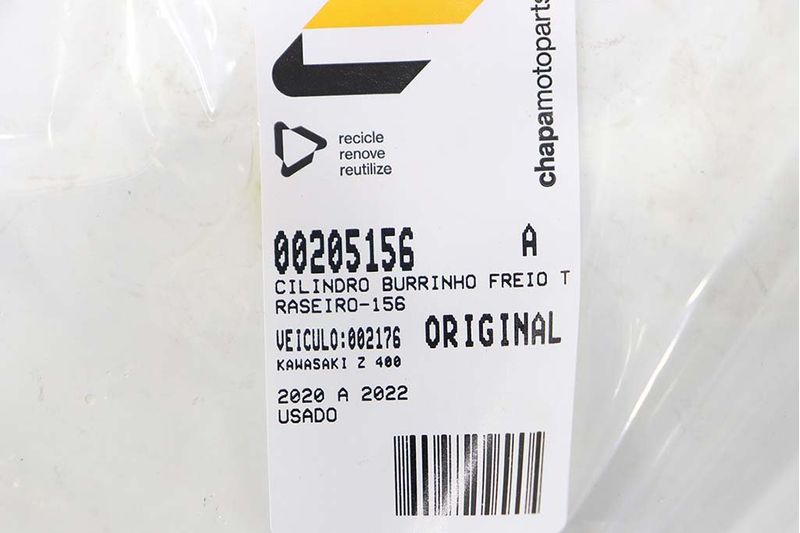 chapamotoparts
recicle
renove
reutilize
00205156 A
CILINDRO BURRINHO FREIO T
RASEIRO-156
VEICULO:002176 ORIGINAL
KAWASAKI Z 400
2020 A 2022
USADO